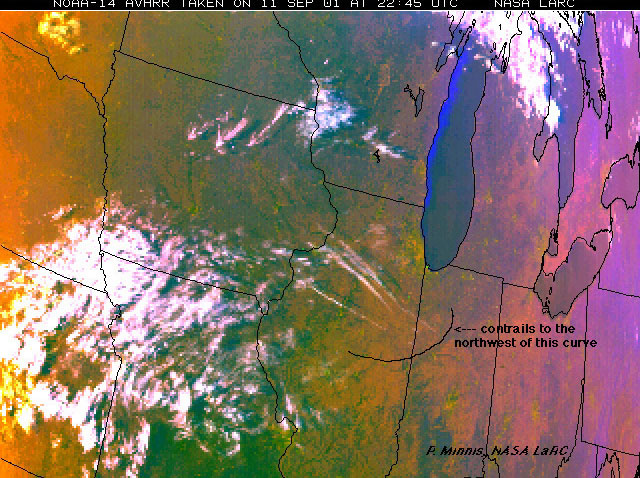 NOAA-14 AVHRR TAKEN ON 11 SEP 01 AT 22:45 UTC NASA LARC
<--- contrails to the
northwest of this curve
P. Minnis, NASA LaRC